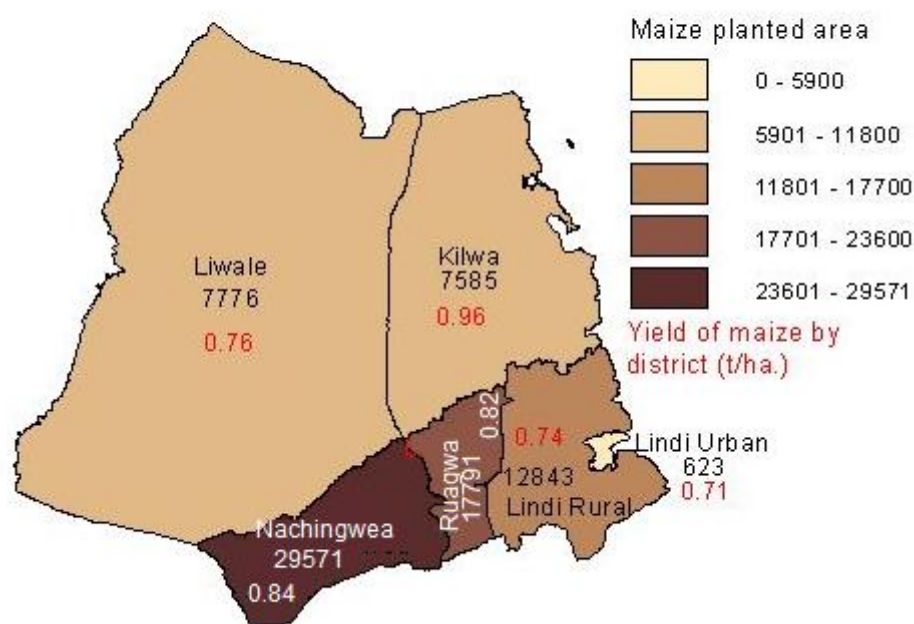 Maize planted area
0 - 5900
5901 - 11800
11801 - 17700
17701 - 23600
23601 - 29571
Yield of maize by
district (t/ha.)
Liwale
7776
0.76
Kilwa
7585
0.96
0.82
Ruaqwa
17791
0.74
12843
Lindi Rural
Lindi Urban
623
0.71
Nachingwea
29571
0.84